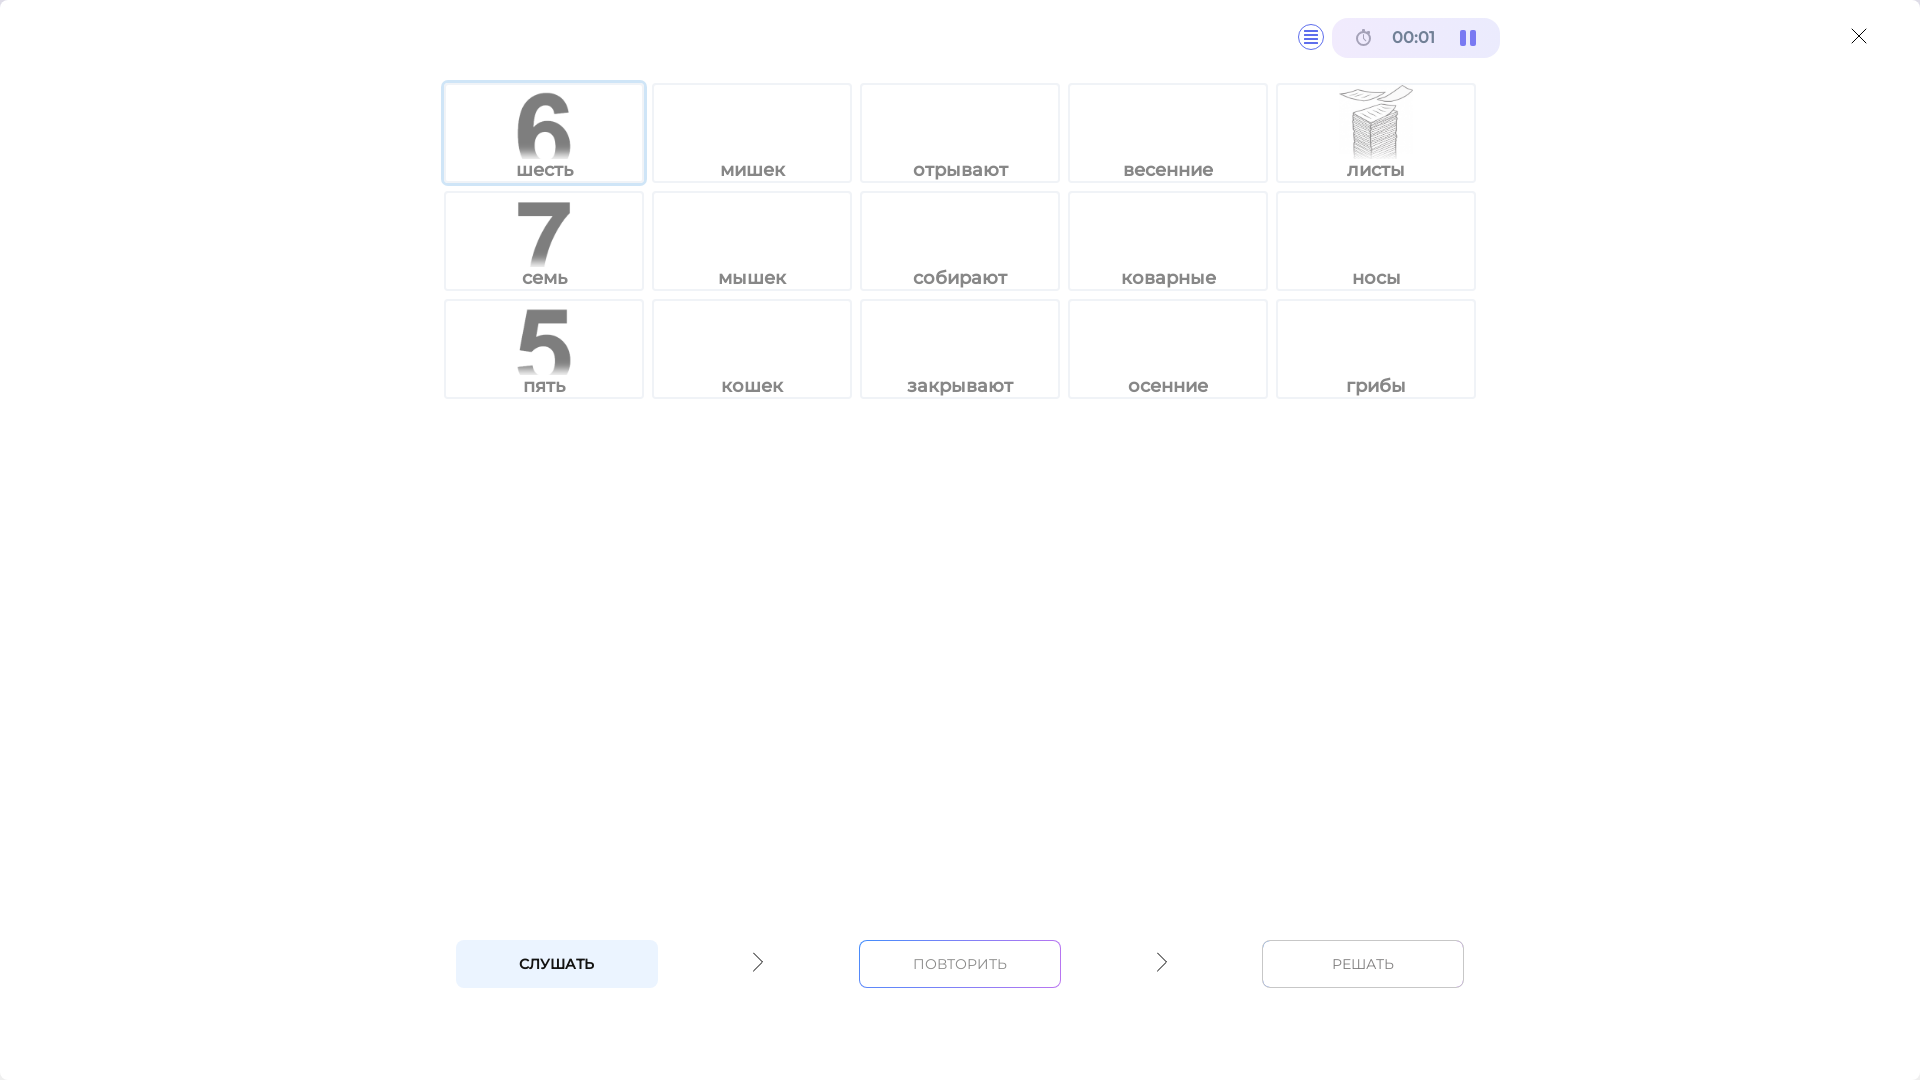 00:01
6 7 5
шесть мишек отрывают весенние листы
семь мышек собирают коварные носы
пять кошек закрывают осенние грибы
СЛУШАТЬ ПОВТОРИТЬ РЕШАТЬ